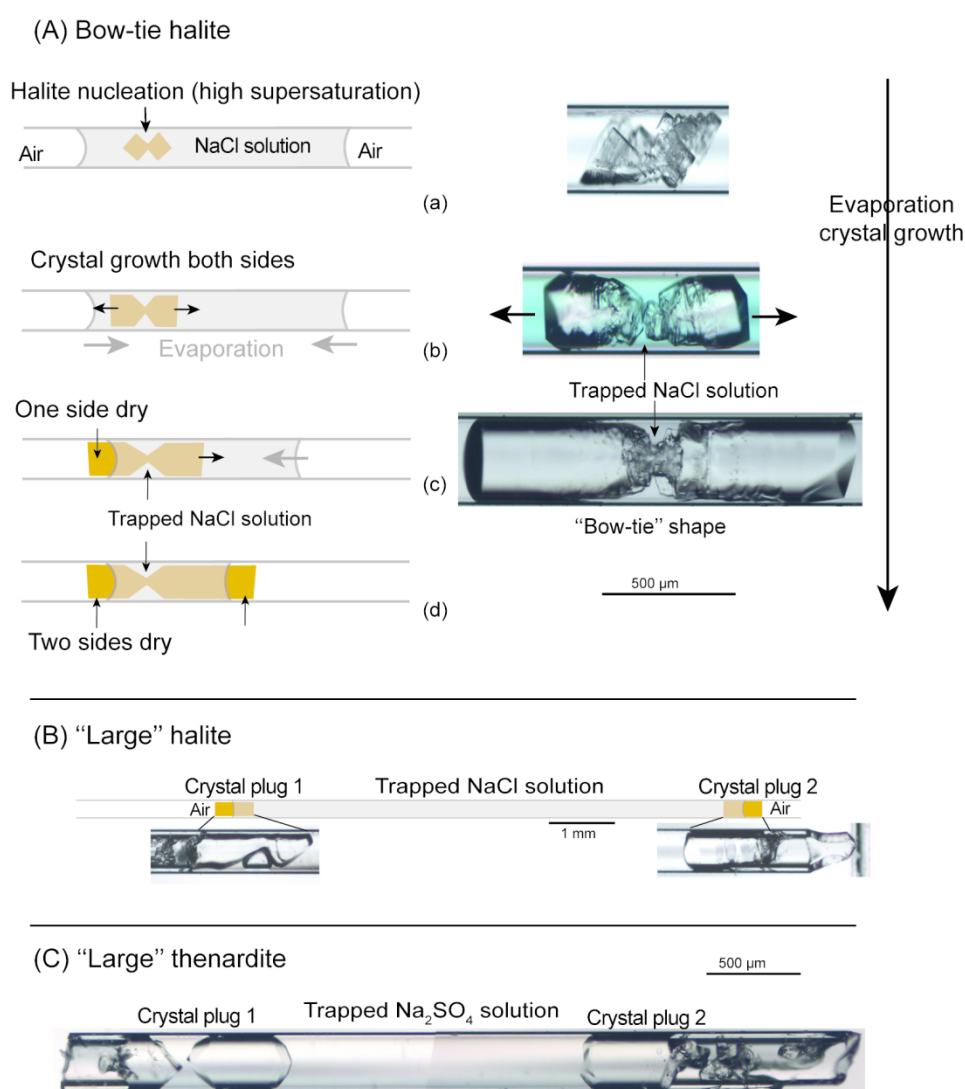 (A) Bow-tie halite
Halite nucleation (high supersaturation)
Air
NaCl solution
Air
(a)
Evaporation
crystal growth
Crystal growth both sides
Evaporation
(b)
Trapped NaCl solution
One side dry
(c)
Trapped NaCl solution
“Bow-tie” shape
500 µm
(d)
Two sides dry
(B) “Large” halite
Crystal plug 1
Trapped NaCl solution
Crystal plug 2
Air
Air
1 mm
(C) “Large” thenardite
500 µm
Crystal plug 1
Trapped Na₂SO₄ solution
Crystal plug 2